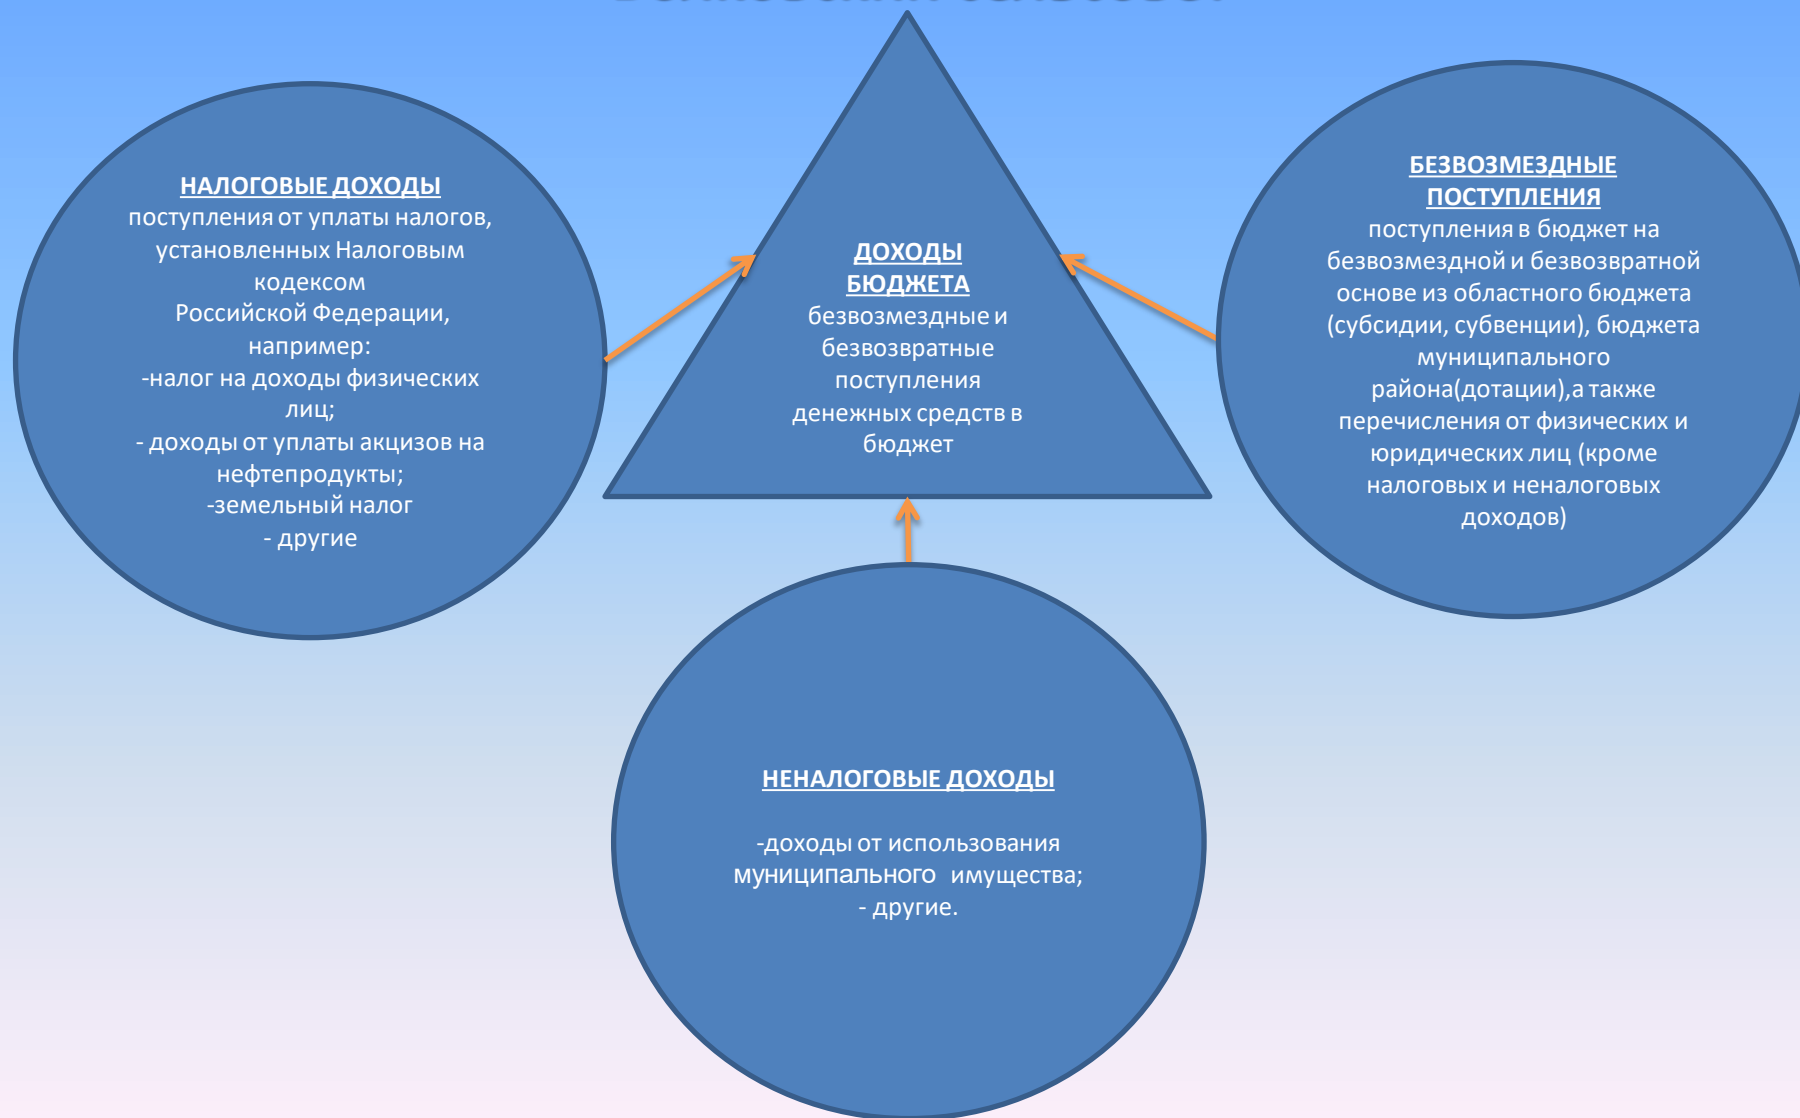 НАЛОГОВЫЕ ДОХОДЫ
поступления от уплаты налогов,
установленных Налоговым
кодексом
Российской Федерации,
например:
-налог на доходы физических
лиц;
- доходы от уплаты акцизов на
нефтепродукты;
-земельный налог
- другие
ДОХОДЫ
БЮДЖЕТА
безвозмездные и
безвозвратные
поступления
денежных средств в
бюджет
БЕЗВОЗМЕЗДНЫЕ
ПОСТУПЛЕНИЯ
поступления в бюджет на
безвозмездной и безвозвратной
основе из областного бюджета
(субсидии, субвенции), бюджета
муниципального
района(дотации),а также
перечисления от физических и
юридических лиц (кроме
налоговых и неналоговых
доходов)
НЕНАЛОГОВЫЕ ДОХОДЫ
-доходы от использования
муниципального имущества;
- другие.